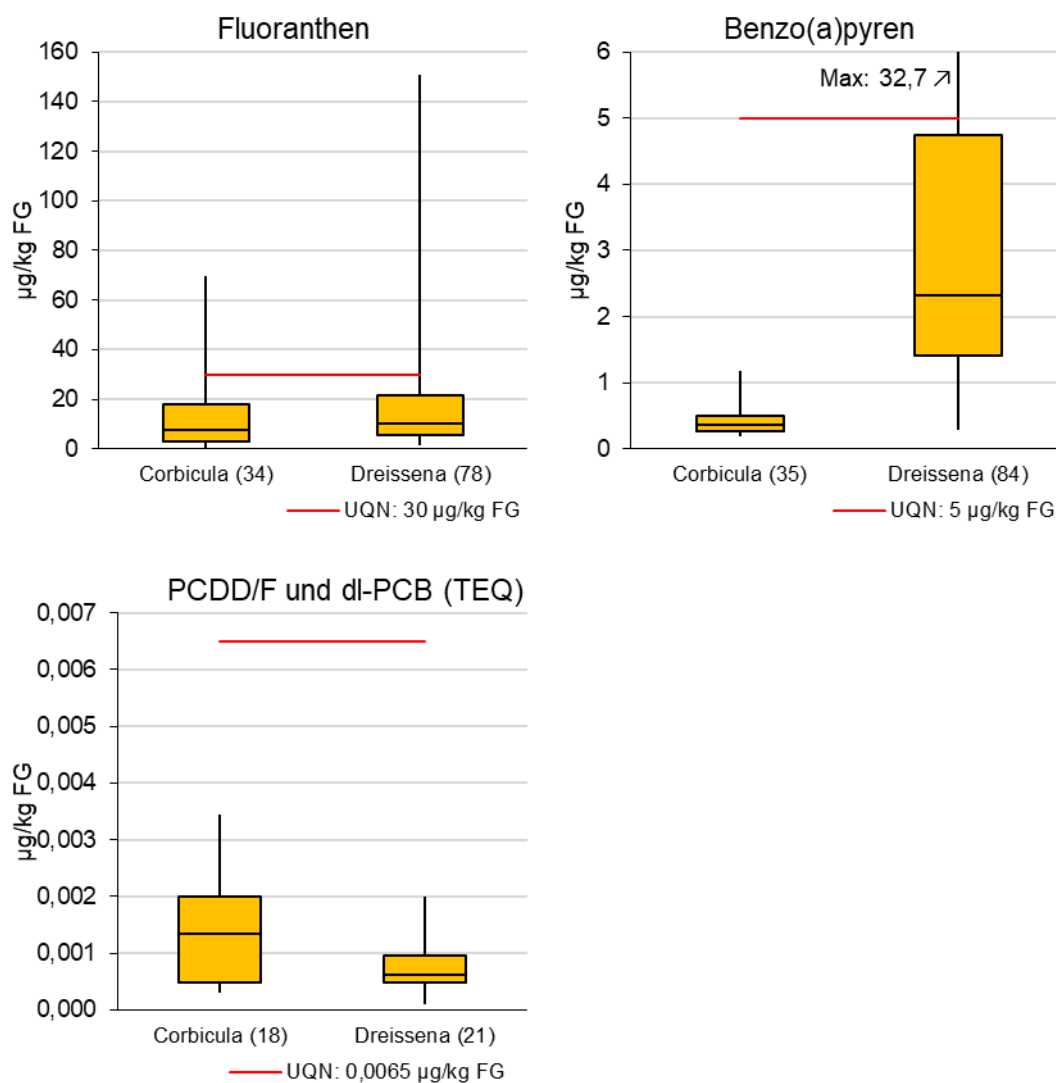 Fluoranthen
160
140
120
100
80
60
40
20
0
µg/kg FG
Corbicula (34)
Dreissena (78)
UQN: 30 µg/kg FG
Benzo(a)pyren
6
5
4
3
2
1
0
µg/kg FG
Max: 32,7↗
Corbicula (35)
Dreissena (84)
UQN: 5 µg/kg FG
PCDD/F und dl-PCB (TEQ)
0,007
0,006
0,005
0,004
0,003
0,002
0,001
0,000
µg/kg FG
Corbicula (18)
Dreissena (21)
UQN: 0,0065 µg/kg FG